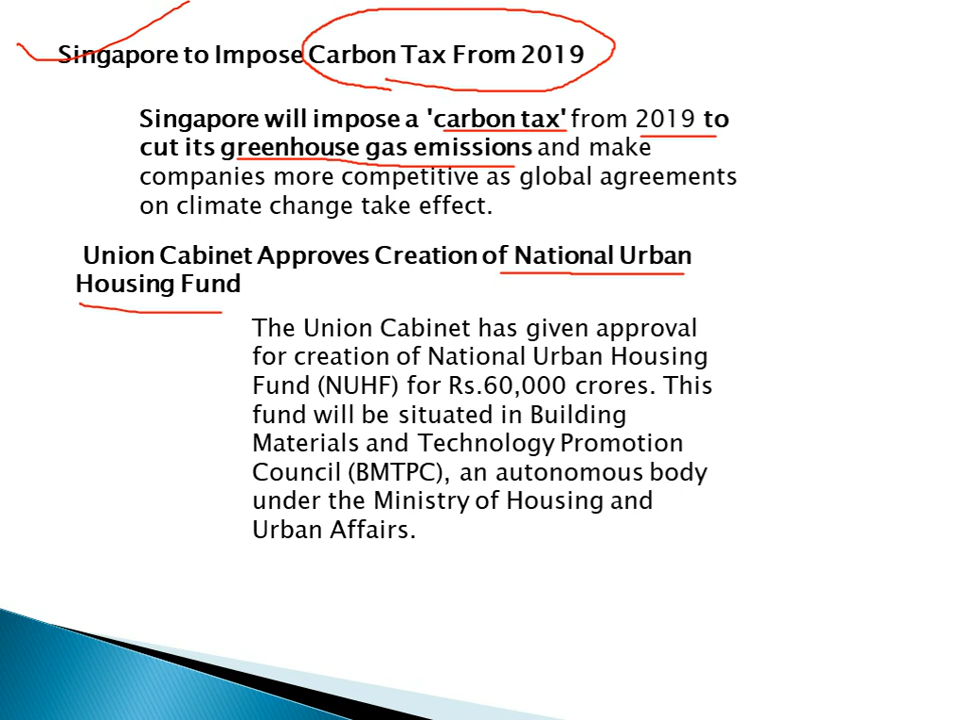 Singapore to Impose Carbon Tax From 2019
Singapore will impose a 'carbon tax' from 2019 to
cut its greenhouse gas emissions and make
companies more competitive as global agreements
on climate change take effect.
Union Cabinet Approves Creation of National Urban
Housing Fund
The Union Cabinet has given approval
for creation of National Urban Housing
Fund (NUHF) for Rs.60,000 crores. This
fund will be situated in Building
Materials and Technology Promotion
Council (BMTPC), an autonomous body
under the Ministry of Housing and
Urban Affairs.